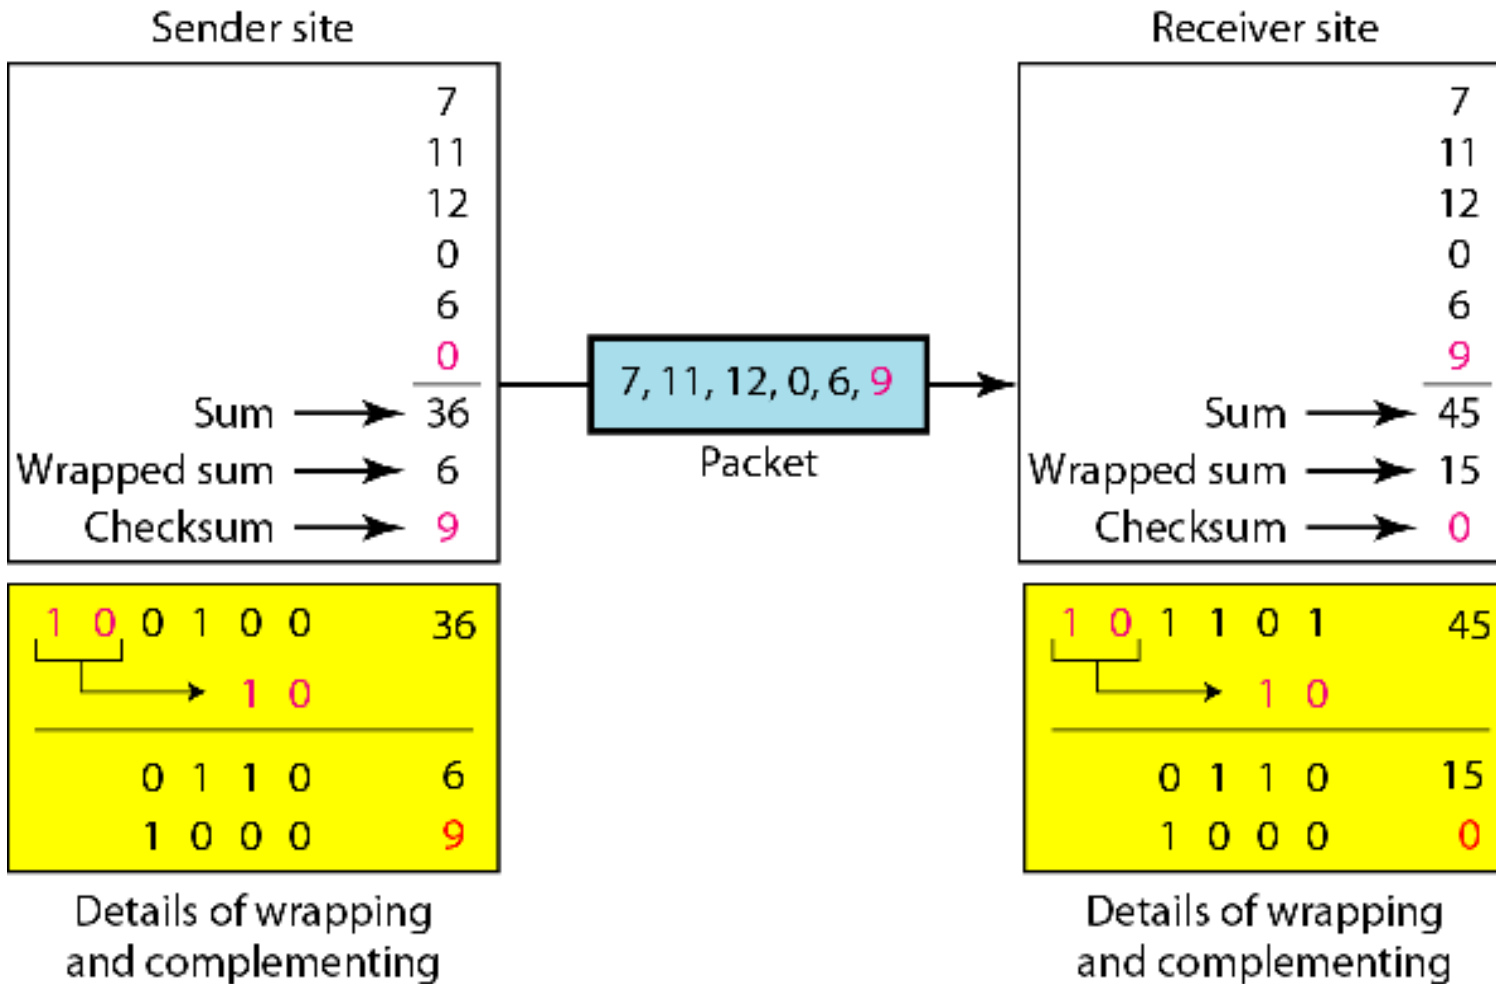 Sender site
7
11
12
0
6
0
Sum 36
Wrapped sum 6
Checksum 9
1 0 0 1 0 0 36
1 0
0 1 1 0 6
1 0 0 0 9
Details of wrapping
and complementing
7, 11, 12, 0, 6, 9
Packet
Receiver site
7
11
12
0
6
9
Sum 45
Wrapped sum 15
Checksum 0
1 0 1 1 0 1 45
1 0
0 1 1 0 15
1 0 0 0 0
Details of wrapping
and complementing